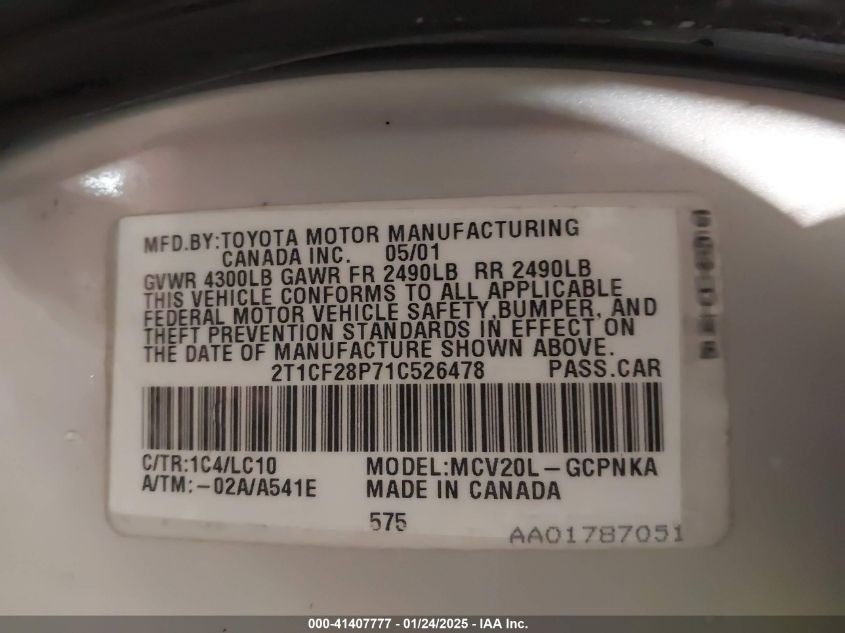 MFD.BY:TOYOTA MOTOR MANUFACTURING
CANADA INC. 05/01
GVWR 4300LB GAWR FR 2490LB RR 2490LB
THIS VEHICLE CONFORMS TO ALL APPLICABLE
FEDERAL MOTOR VEHICLE SAFETY,BUMPER, AND
THEFT PREVENTION STANDARDS IN EFFECT ON
THE DATE OF MANUFACTURE SHOWN ABOVE.
2T1CF28P71C526478 PASS.CAR
C/TR:1C4/LC10 MODEL:MCV20L-GCPNKA
A/TM:-02A/A541E MADE IN CANADA
575
AA01787051
000-41407777 - 01/24/2025 - IAA Inc.